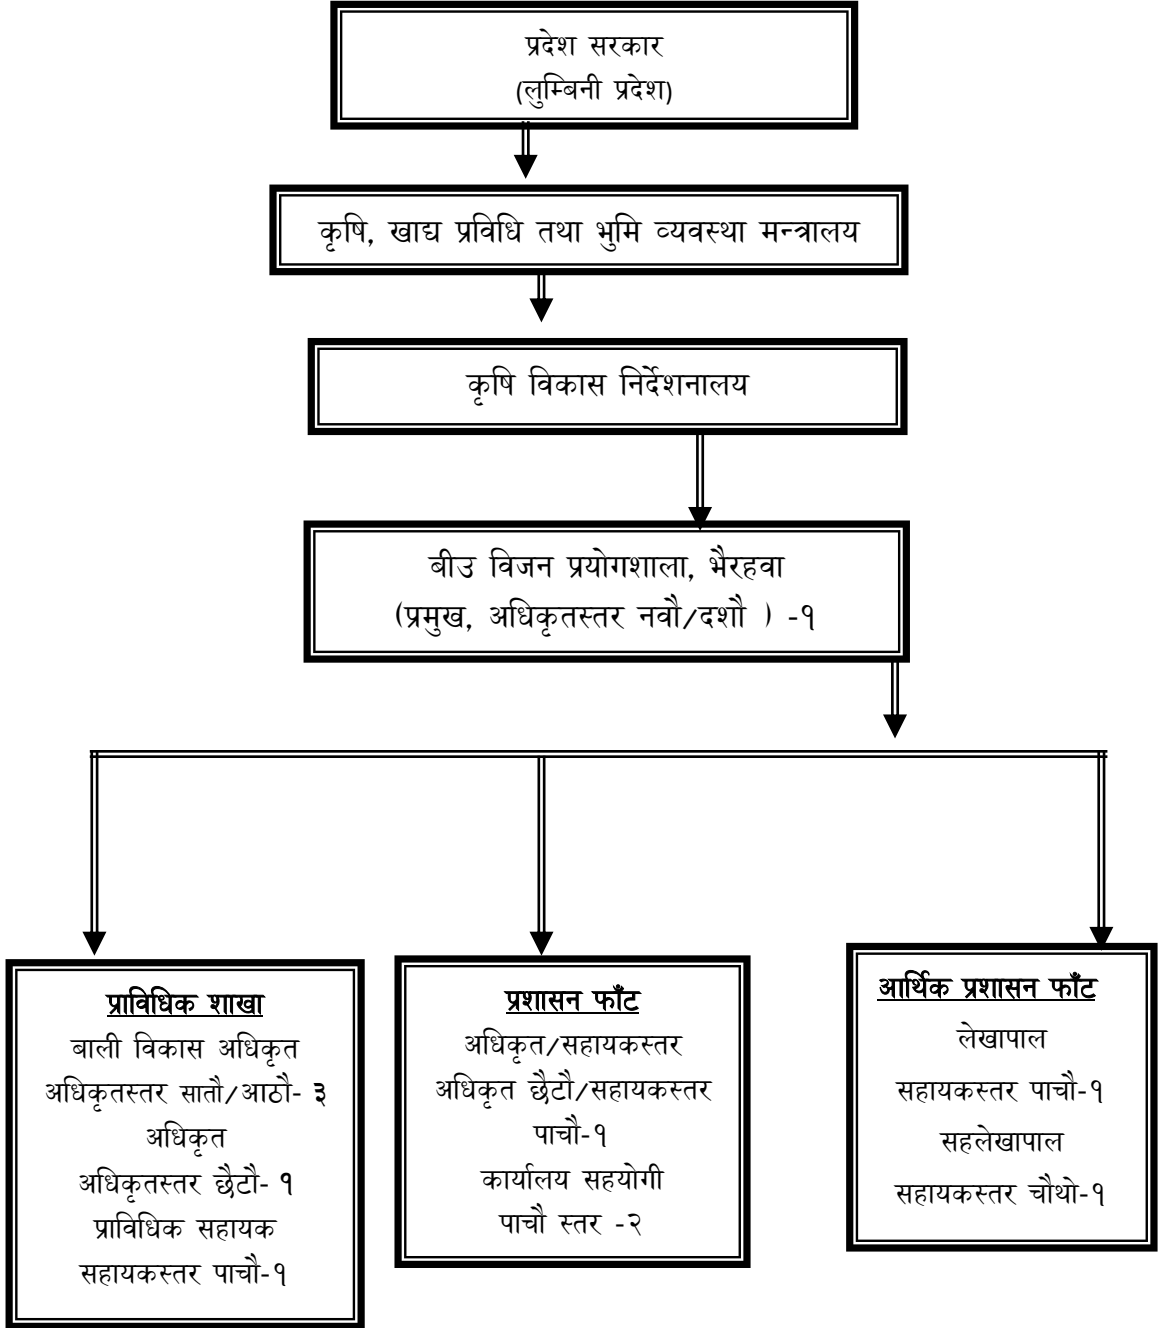 प्रदेश सरकार
(लुम्बिनी प्रदेश)
कृषि, खाद्य प्रविधि तथा भुमि व्यवस्था मन्त्रालय
कृषि विकास निर्देशनालय
बीउ विजन प्रयोगशाला, भैरहवा
(प्रमुख, अधिकृतस्तर नवौ/दशौ ) -१
प्राविधिक शाखा
बाली विकास अधिकृत
अधिकृतस्तर सातौ/आठौ- ३
अधिकृत
अधिकृतस्तर छैटौ- १
प्राविधिक सहायक
सहायकस्तर पाचौ-१
प्रशासन फाँट
अधिकृत/सहायकस्तर
अधिकृत छैटौ/सहायकस्तर
पाचौ-१
कार्यालय सहयोगी
पाचौ स्तर -२
आर्थिक प्रशासन फाँट
लेखापाल
सहायकस्तर पाचौ-१
सहलेखापाल
सहायकस्तर चौथो-१